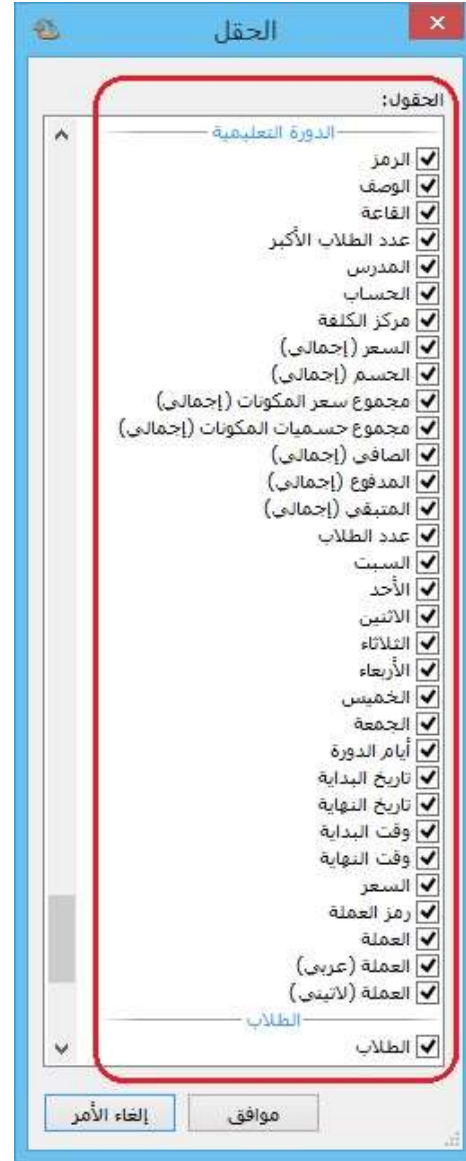 الحقل
الحقول:
الدورة التعليمية
الرمز
الوصف
القاعة
عدد الطلاب الأكبر
المدرس
الحساب
مركز الكلفة
السعر (إجمالي)
الحسم (إجمالي)
مجموع سعر المكونات (إجمالي)
مجموع حسميات المكونات (إجمالي)
الصافي (إجمالي)
المدفوع (إجمالي)
المتبقي (إجمالي)
عدد الطلاب
السبت
الأحد
الاثنين
الثلاثاء
الأربعاء
الخميس
الجمعة
أيام الدورة
تاريخ البداية
تاريخ النهاية
وقت البداية
وقت النهاية
السعر
رمز العملة
العملة
العملة (عربي)
العملة (لاتيني)
الطلاب
الطلاب
موافق
إلغاء الأمر